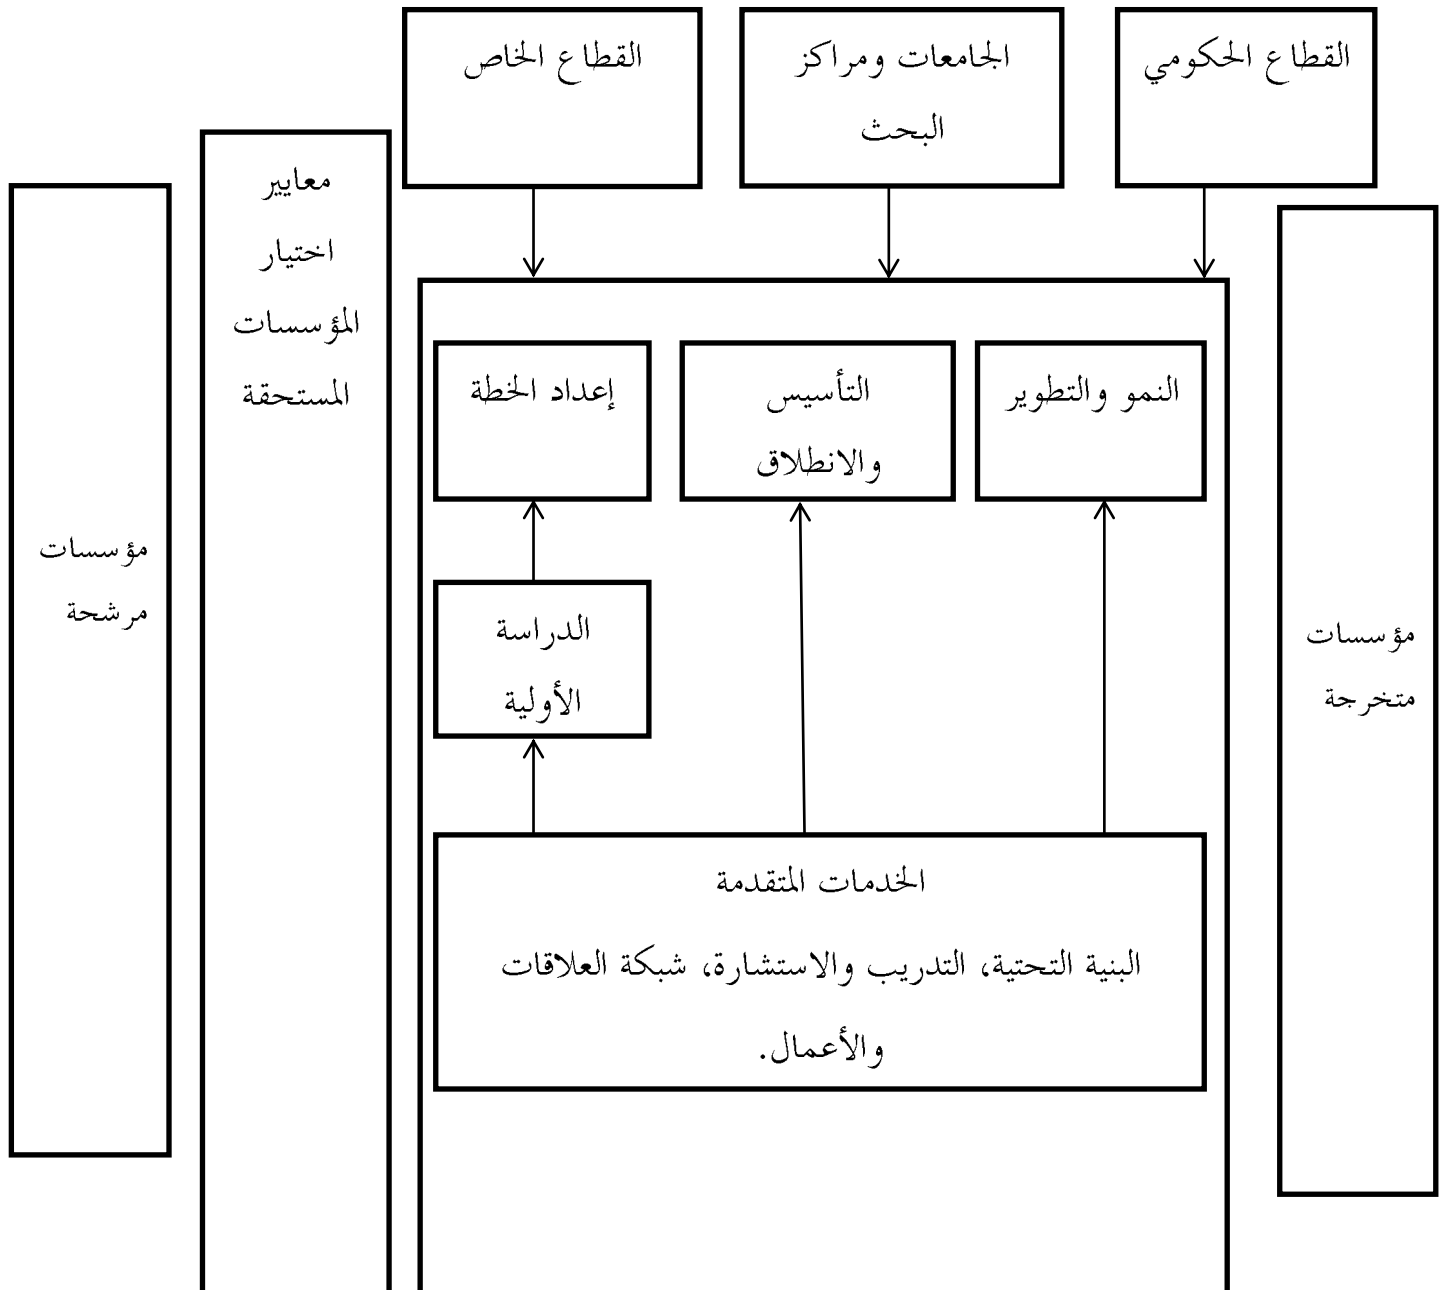 القطاع الحكومي
الجامعات ومراكز
البحث
القطاع الخاص
معايير
اختيار
المؤسسات
المستحقة
مؤسسات
مرشحة
مؤسسات
متخرجة
النمو والتطوير
التأسيس
والانطلاق
إعداد الخطة
الدراسة
الأولية
الخدمات المتقدمة
البنية التحتية، التدريب والاستشارة، شبكة العلاقات
والأعمال.